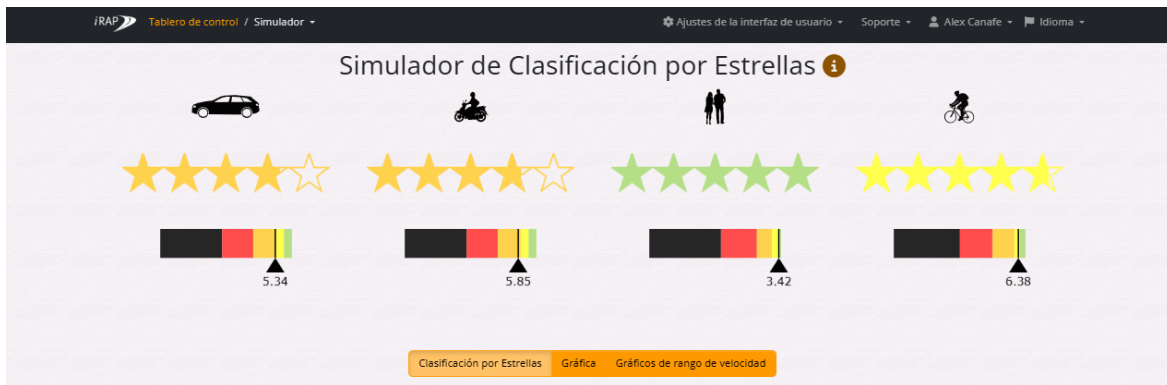 iRAP Tablero de control / Simulador Ajustes de la interfaz de usuario Soporte Alex Canafe Idioma
Simulador de Clasificación por Estrellas i
5.34 5.85 3.42 6.38
Clasificación por Estrellas Gráfica Gráficos de rango de velocidad